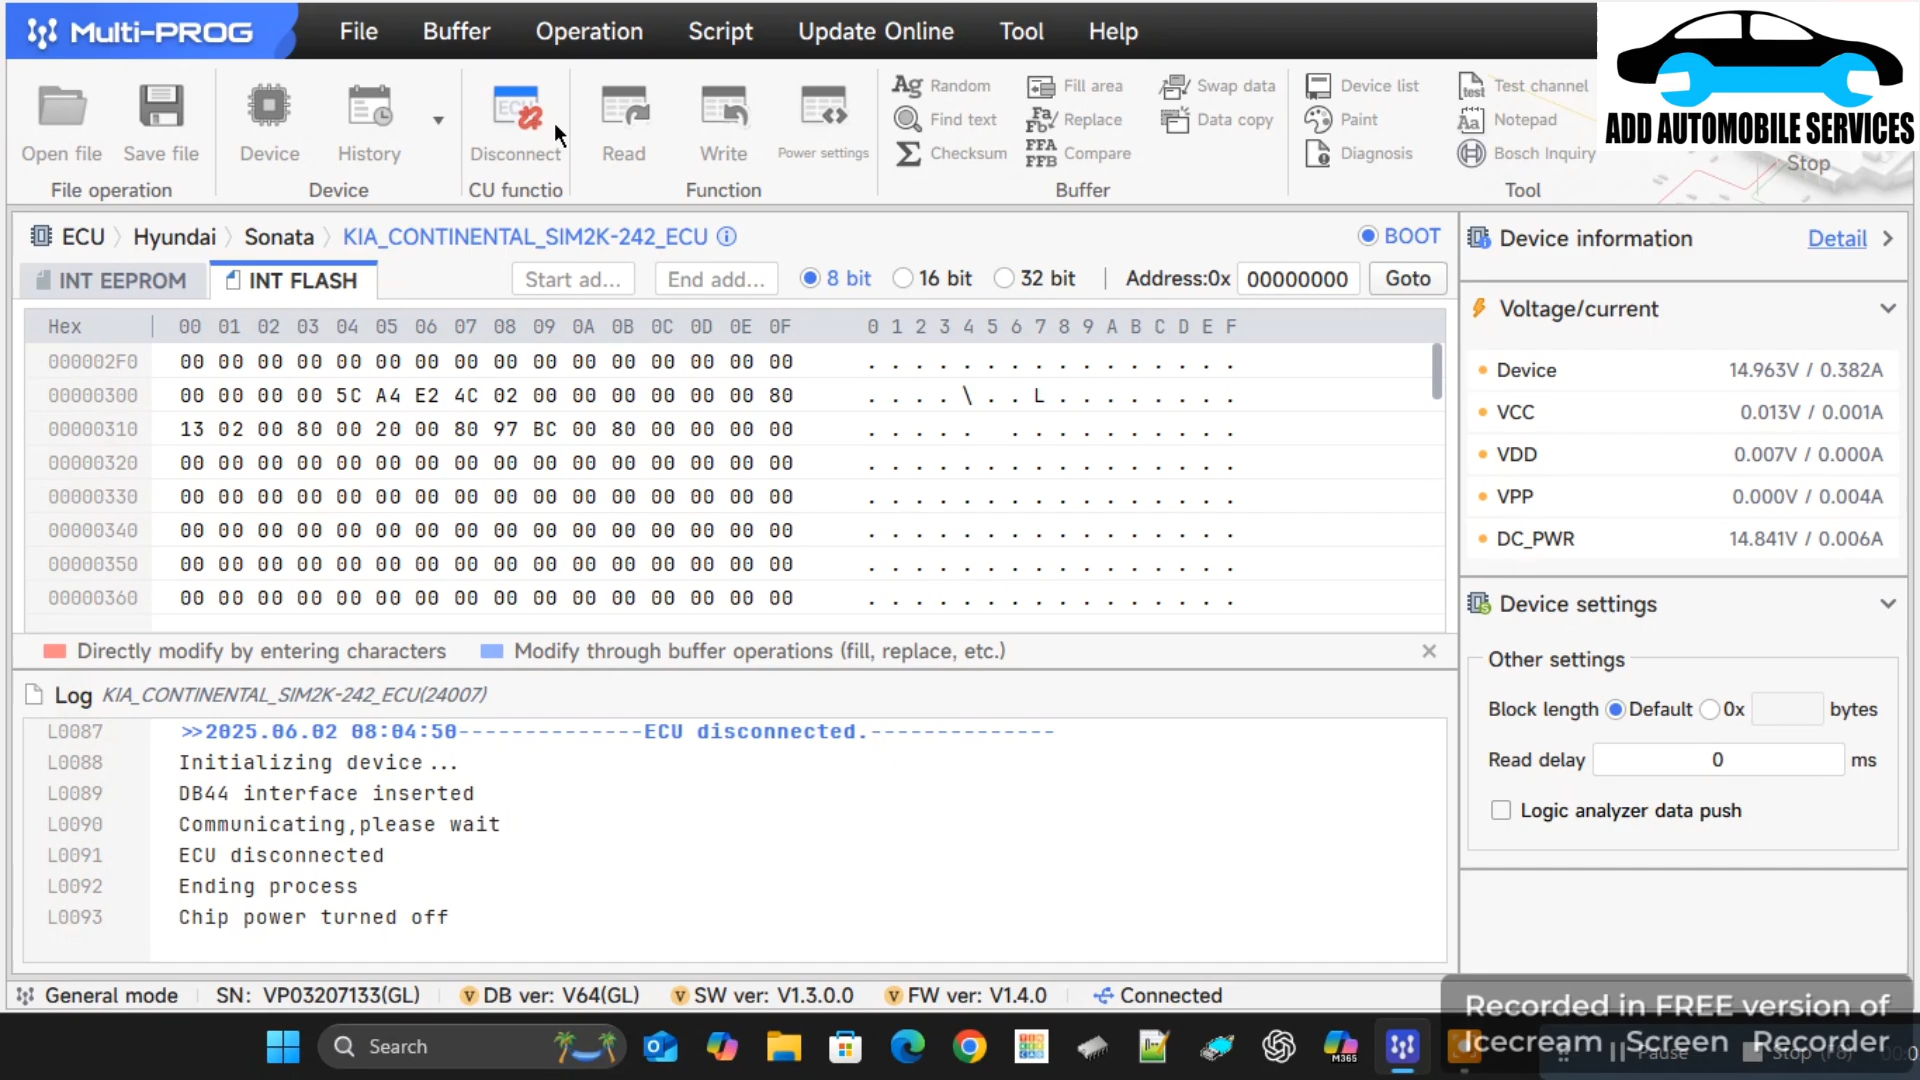 Multi-PROG File Buffer Operation Script Update Online Tool Help
ADD AUTOMOBILE SERVICES
Open file Save file Device History Disconnect Read Write Power settings
Random Fill area Swap data Device list Test channel
Find text Replace Data copy Paint Notepad
Checksum Compare Diagnosis Bosch Inquiry
Stop
File operation Device CU functio Function Buffer Tool
ECU Hyundai Sonata KIA_CONTINENTAL_SIM2K-242_ECU BOOT
INT EEPROM INT FLASH Start ad... End add... 8 bit 16 bit 32 bit | Address:0x 00000000 Goto
Hex 00 01 02 03 04 05 06 07 08 09 0A 0B 0C 0D 0E 0F 0 1 2 3 4 5 6 7 8 9 A B C D E F
000002F0 00 00 00 00 00 00 00 00 00 00 00 00 00 00 00 00 . . . . . . . . . . . . . . . .
00000300 00 00 00 00 5C A4 E2 4C 02 00 00 00 00 00 00 80 . . . . \ . . L . . . . . . . .
00000310 13 02 00 80 00 20 00 80 97 BC 00 80 00 00 00 00 . . . . .   . . . . . . . . . .
00000320 00 00 00 00 00 00 00 00 00 00 00 00 00 00 00 00 . . . . . . . . . . . . . . . .
00000330 00 00 00 00 00 00 00 00 00 00 00 00 00 00 00 00 . . . . . . . . . . . . . . . .
00000340 00 00 00 00 00 00 00 00 00 00 00 00 00 00 00 00 . . . . . . . . . . . . . . . .
00000350 00 00 00 00 00 00 00 00 00 00 00 00 00 00 00 00 . . . . . . . . . . . . . . . .
00000360 00 00 00 00 00 00 00 00 00 00 00 00 00 00 00 00 . . . . . . . . . . . . . . . .
Directly modify by entering characters Modify through buffer operations (fill, replace, etc.)
Log KIA_CONTINENTAL_SIM2K-242_ECU(24007)
L0087 >>2025.06.02 08:04:50--------------ECU disconnected.--------------
L0088 Initializing device...
L0089 DB44 interface inserted
L0090 Communicating,please wait
L0091 ECU disconnected
L0092 Ending process
L0093 Chip power turned off
Device information Detail
Voltage/current
Device 14.963V / 0.382A
VCC 0.013V / 0.001A
VDD 0.007V / 0.000A
VPP 0.000V / 0.004A
DC_PWR 14.841V / 0.006A
Device settings
Other settings
Block length Default 0x bytes
Read delay 0 ms
Logic analyzer data push
General mode SN: VP03207133(GL) DB ver: V64(GL) SW ver: V1.3.0.0 FW ver: V1.4.0 Connected
Recorded in FREE version of
Icecream Screen Recorder
Search
M365
Pause Stop (F8)